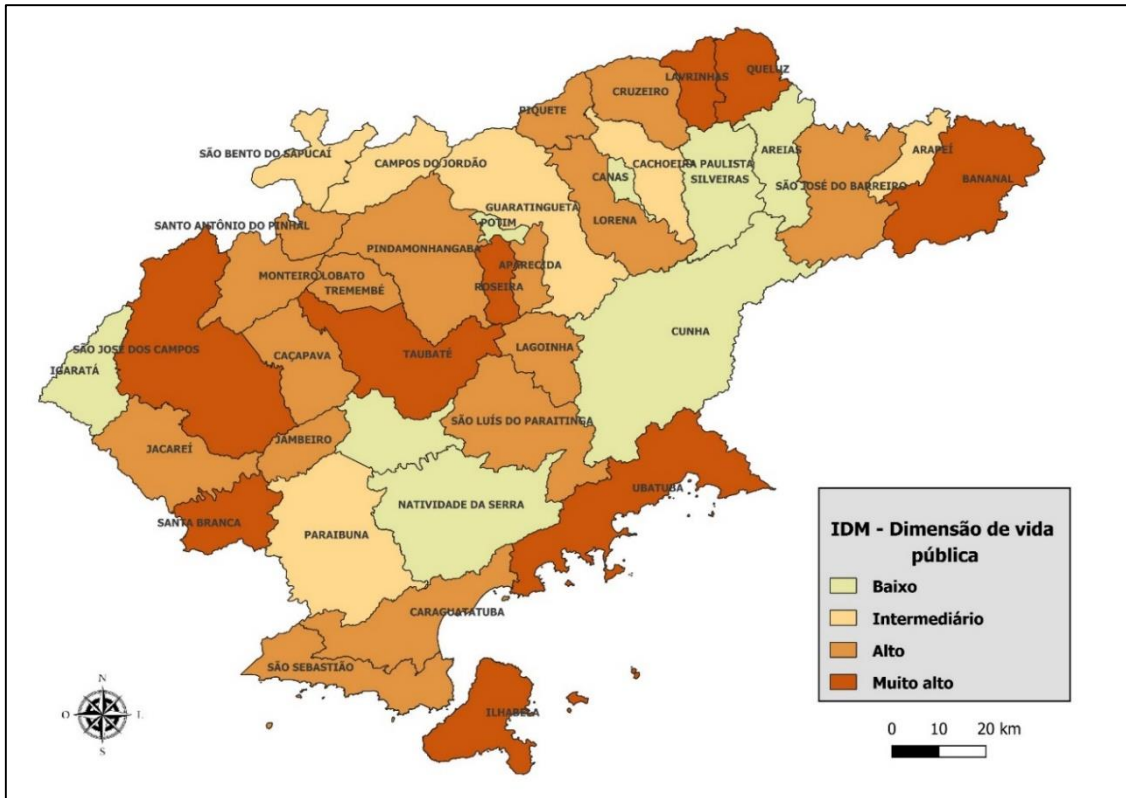 QUELUZ
LAVRINHAS
CRUZEIRO
PIQUETE
SÃO BENTO DO SAPUCAÍ
CAMPOS DO JORDÃO
CACHOEIRA PAULISTA
AREIAS
ARAPEÍ
CANAS
SILVEIRAS
SÃO JOSÉ DO BARREIRO
BANANAL
GUARATINGUETÁ
SANTO ANTÔNIO DO PINHAL
POTIM
LORENA
PINDAMONHANGABA
APARECIDA
MONTEIRO LOBATO
TREMEMBÉ
ROSEIRA
CUNHA
SÃO JOSÉ DOS CAMPOS
CAÇAPAVA
TAUBATÉ
LAGOINHA
IGARATÁ
SÃO LUÍS DO PARAITINGA
JACAREÍ
JAMBEIRO
UBATUBA
NATIVIDADE DA SERRA
SANTA BRANCA
PARAIBUNA
CARAGUATATUBA
SÃO SEBASTIÃO
ILHABELA
IDM - Dimensão de vida
pública
Baixo
Intermediário
Alto
Muito alto
N
O L
S
0 10 20 km